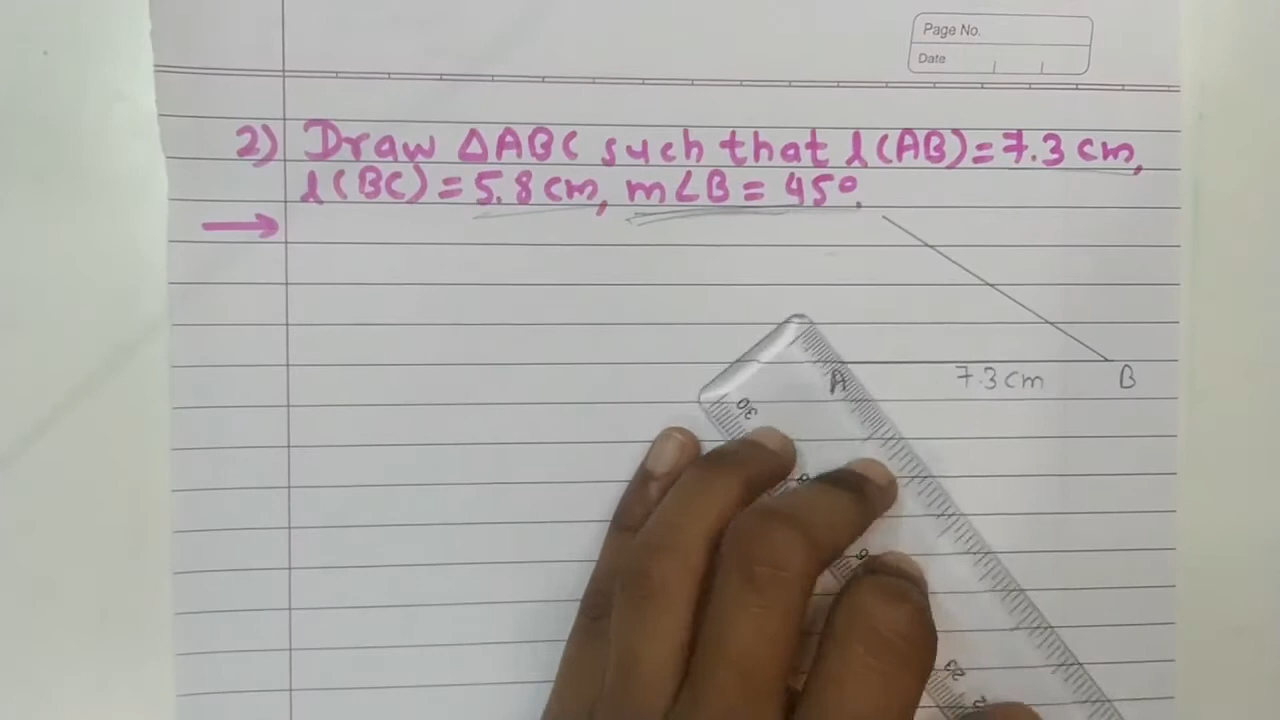 Page No.
Date
2) Draw ΔABC such that l(AB)=7.3 cm,
l(BC)=5.8 cm, m∠B = 45°.
A 7.3 cm B
30